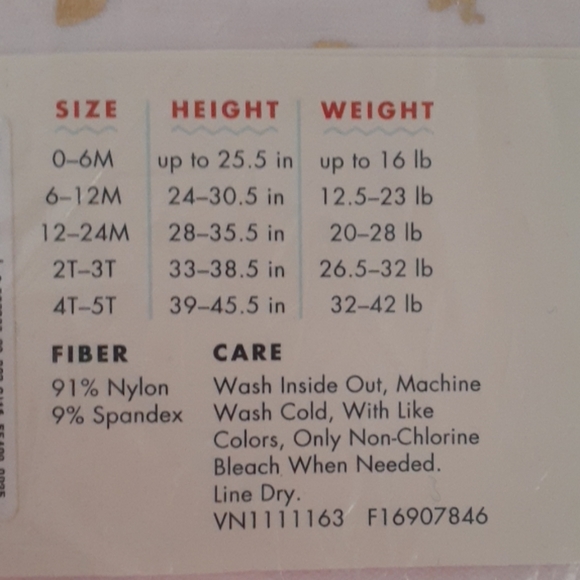 SIZE HEIGHT WEIGHT
0–6M up to 25.5 in up to 16 lb
6–12M 24–30.5 in 12.5–23 lb
12–24M 28–35.5 in 20–28 lb
2T–3T 33–38.5 in 26.5–32 lb
4T–5T 39–45.5 in 32–42 lb
FIBER CARE
91% Nylon Wash Inside Out, Machine
9% Spandex Wash Cold, With Like
Colors, Only Non-Chlorine
Bleach When Needed.
Line Dry.
VN1111163 F16907846